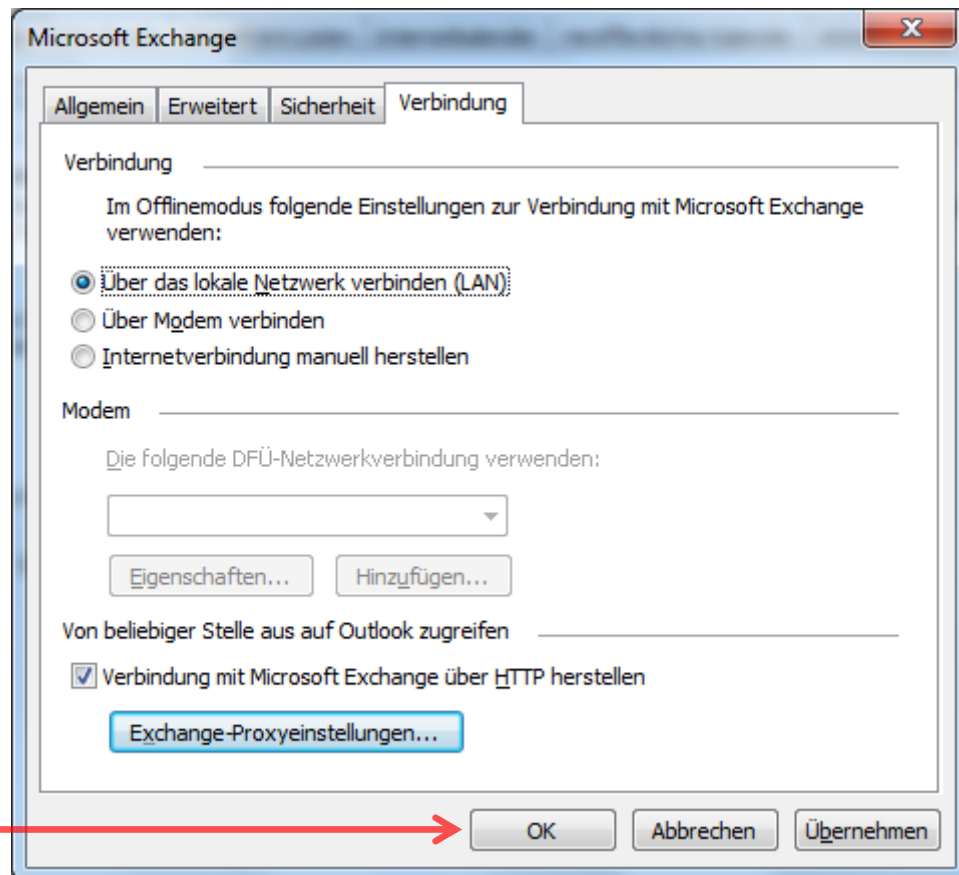 Microsoft Exchange
Allgemein Erweitert Sicherheit Verbindung
Verbindung
Im Offlinemodus folgende Einstellungen zur Verbindung mit Microsoft Exchange
verwenden:
Über das lokale Netzwerk verbinden (LAN)
Über Modem verbinden
Internetverbindung manuell herstellen
Modem
Die folgende DFÜ-Netzwerkverbindung verwenden:
Eigenschaften... Hinzufügen...
Von beliebiger Stelle aus auf Outlook zugreifen
Verbindung mit Microsoft Exchange über HTTP herstellen
Exchange-Proxyeinstellungen...
OK Abbrechen Übernehmen